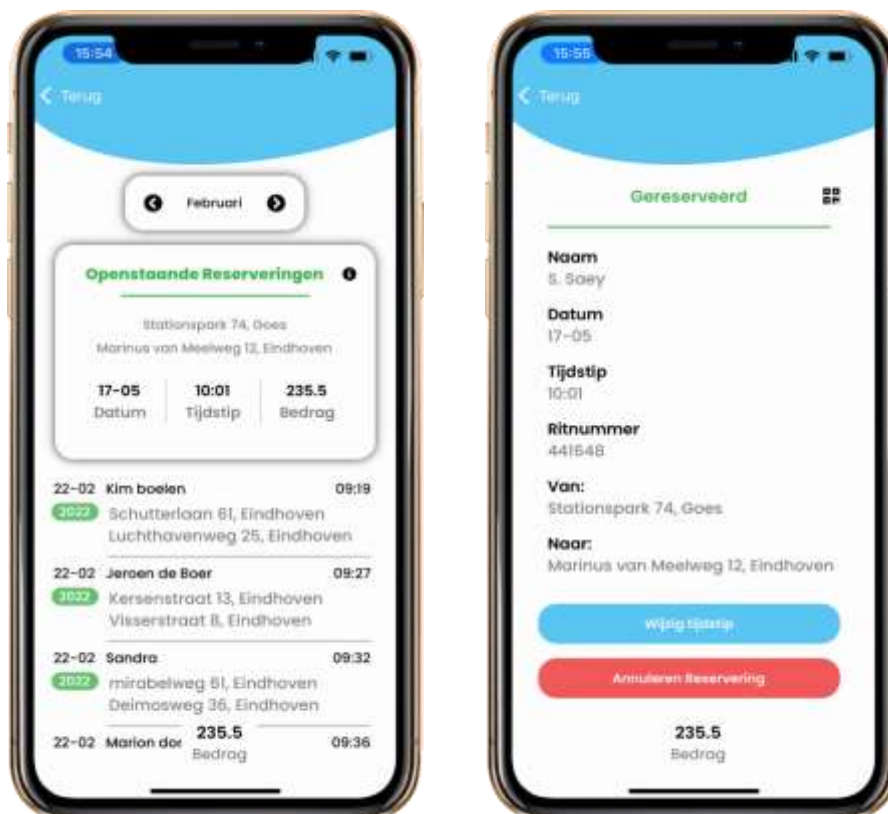 15:54
Terug
Februari
Openstaande Reserveringen
Stationspark 74, Goes
Marinus van Meelweg 12, Eindhoven
17-05 10:01 235.5
Datum Tijdstip Bedrag
22-02 Kim boelen 09:19
2022 Schutterlaan 61, Eindhoven
Luchthavenweg 25, Eindhoven
22-02 Jeroen de Boer 09:27
2022 Kersenstraat 13, Eindhoven
Visserstraat 8, Eindhoven
22-02 Sandra 09:32
2022 mirabelweg 61, Eindhoven
Deimosweg 36, Eindhoven
22-02 Marion dor 235.5 09:36
Bedrag
15:55
Terug
Gereserveerd
Naam
S. Saey
Datum
17-05
Tijdstip
10:01
Ritnummer
441648
Van:
Stationspark 74, Goes
Naar:
Marinus van Meelweg 12, Eindhoven
Wijzig tijdstip
Annuleren Reservering
235.5
Bedrag